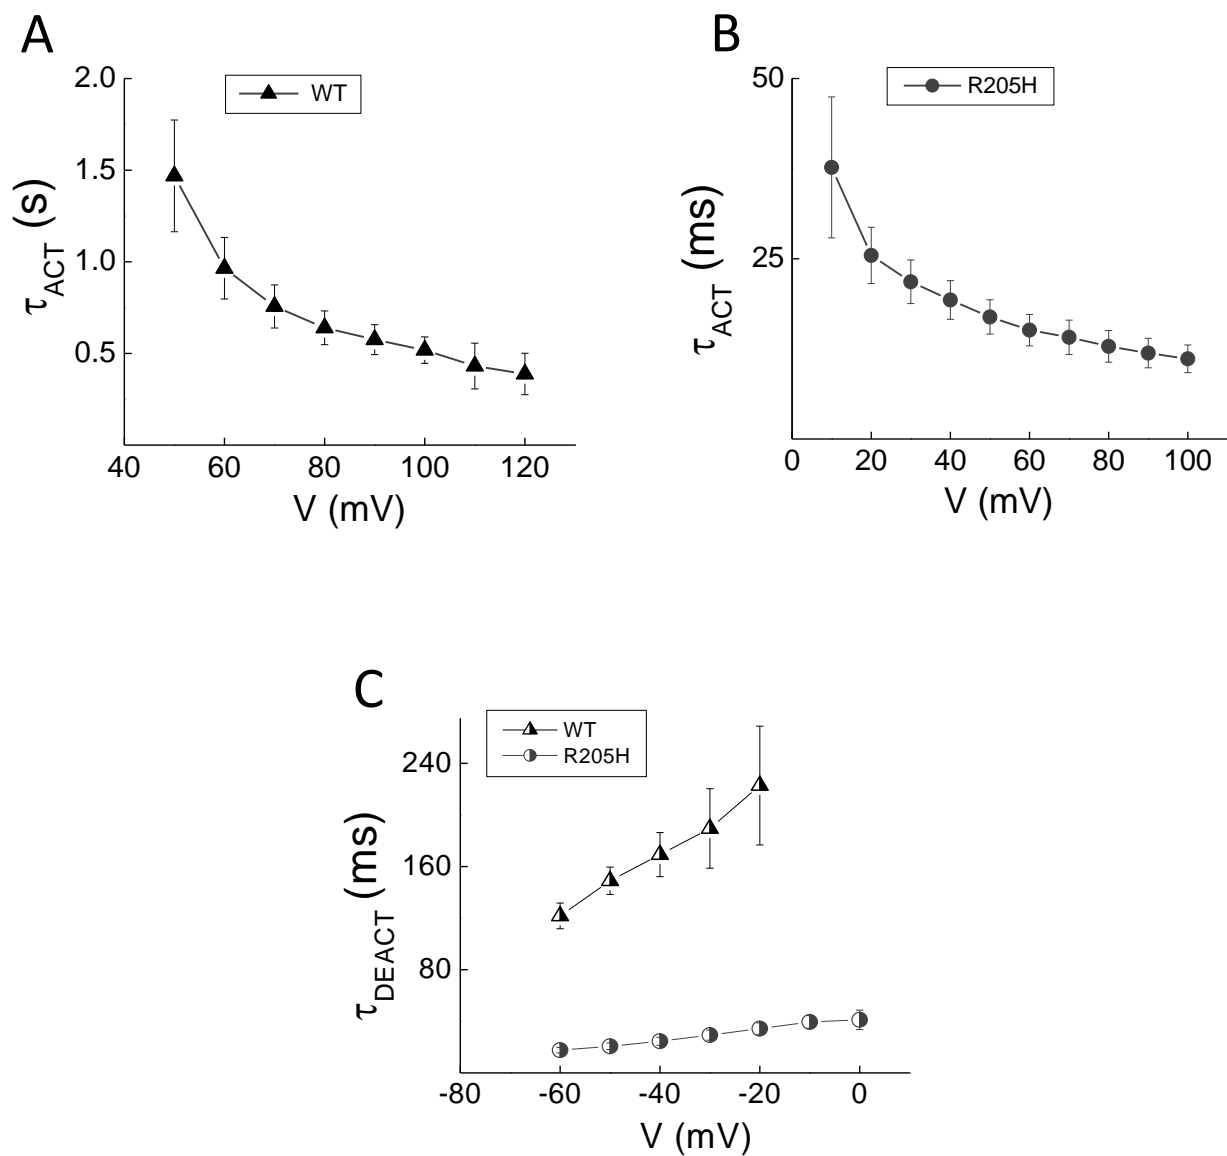 A
2.0
1.5
1.0
0.5
40 60 80 100 120
τACT (s)
V (mV)
WT
B
50
25
0 20 40 60 80 100
τACT (ms)
V (mV)
R205H
C
240
160
80
-80 -60 -40 -20 0
τDEACT (ms)
V (mV)
WT
R205H